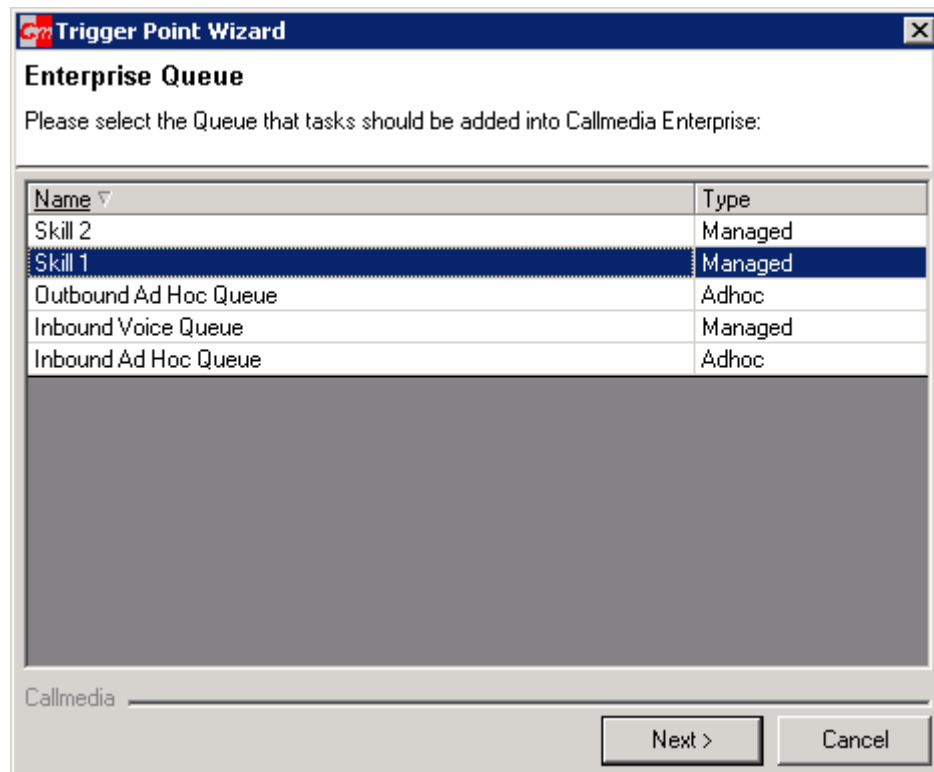 Cm Trigger Point Wizard
Enterprise Queue
Please select the Queue that tasks should be added into Callmedia Enterprise:
Name Type
Skill 2 Managed
Skill 1 Managed
Outbound Ad Hoc Queue Adhoc
Inbound Voice Queue Managed
Inbound Ad Hoc Queue Adhoc
Callmedia
Next > Cancel